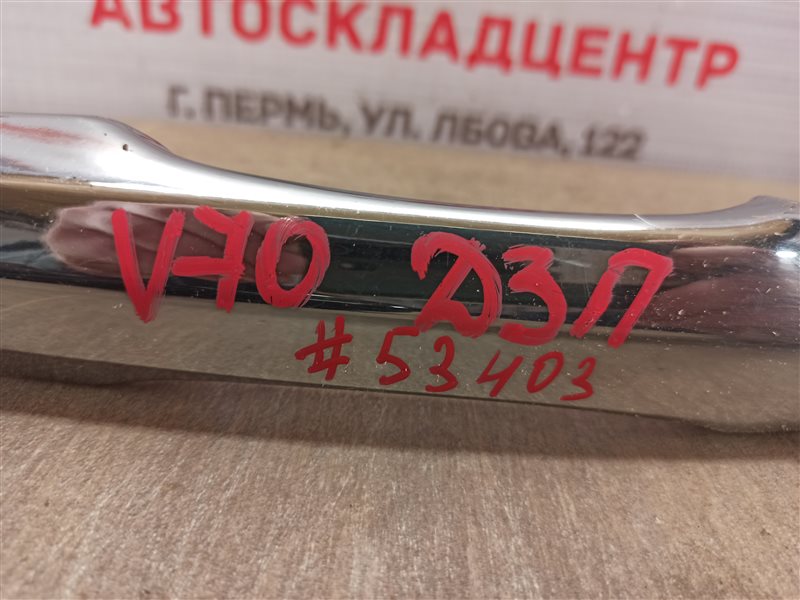 АВТОСКЛАДЦЕНТР
Г. ПЕРМЬ, УЛ. ЛБОВА, 122
V70 ДЗП
#53403